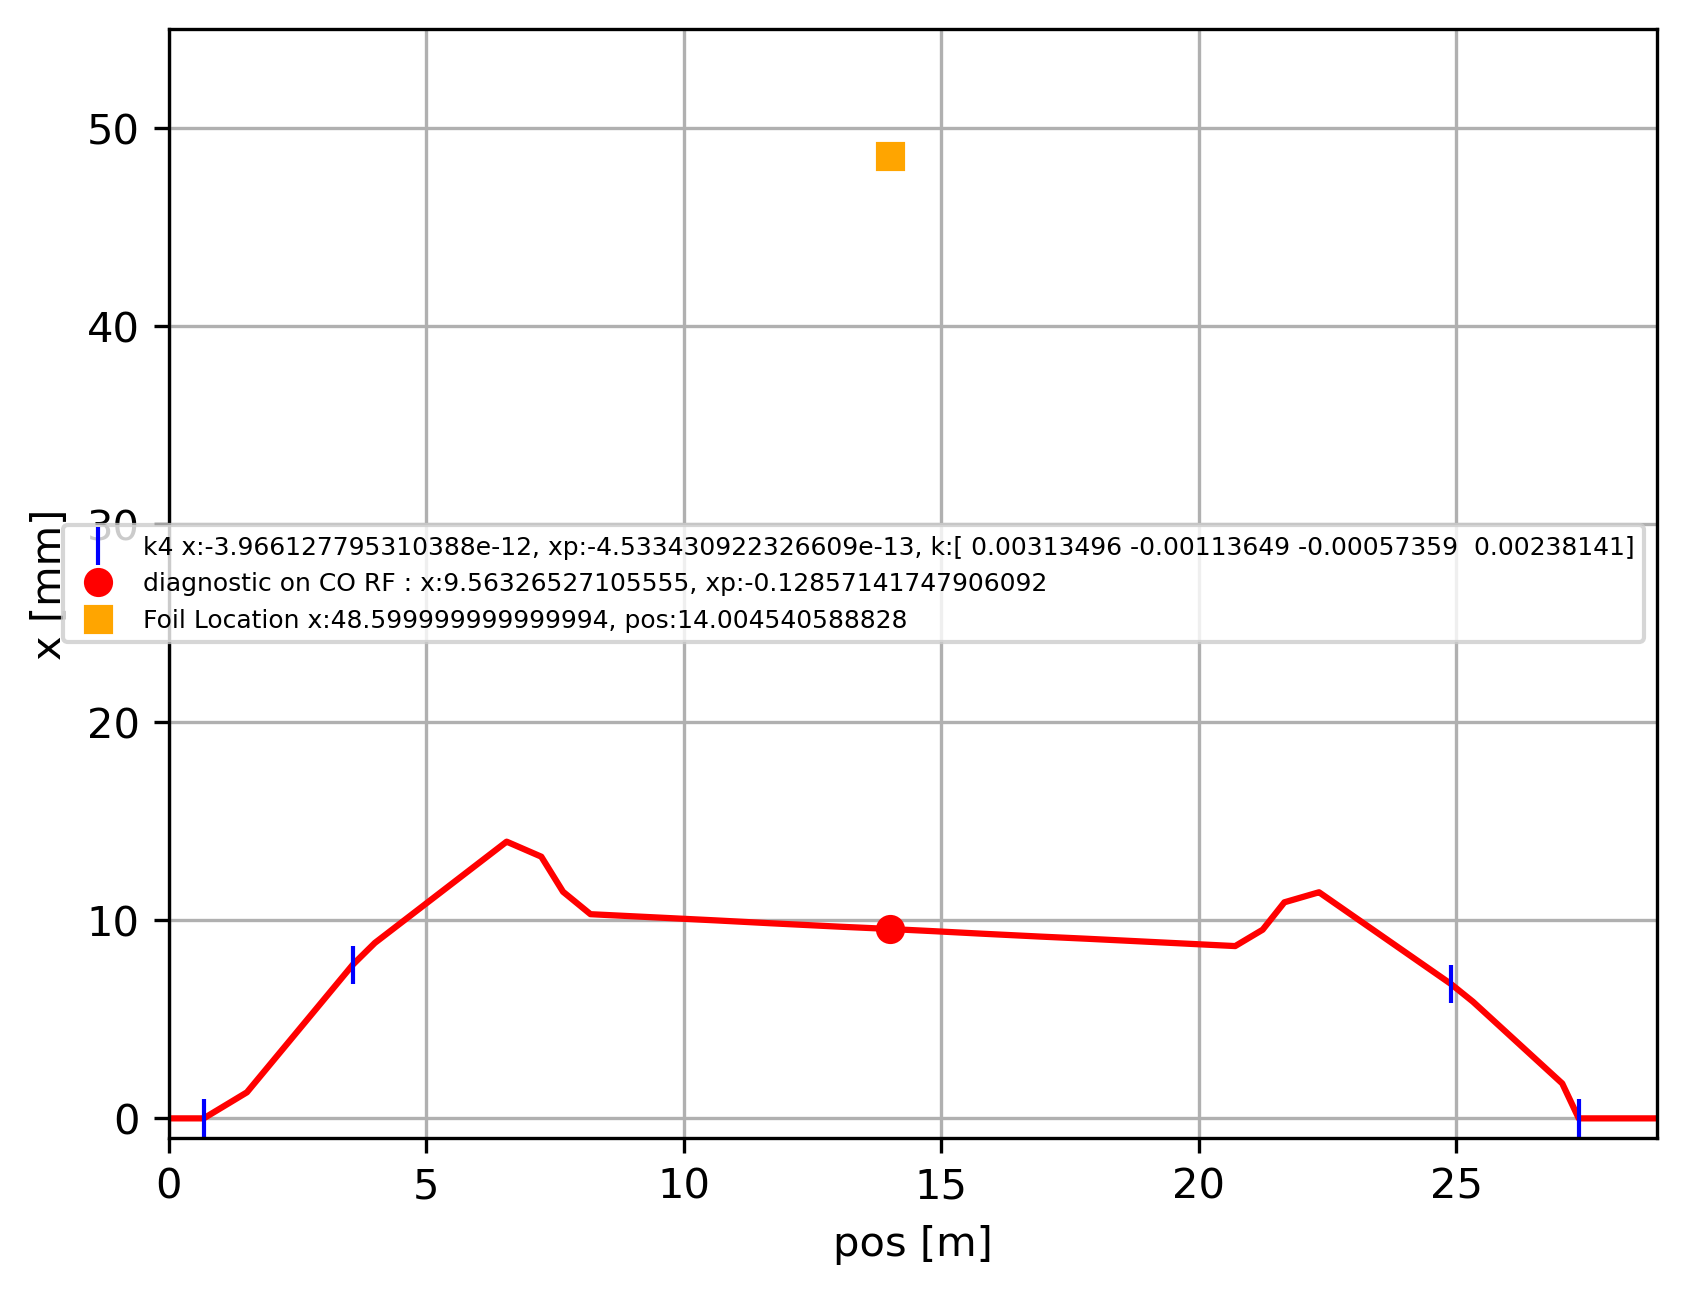 50
40
30
k4 x:-3.966127795310388e-12, xp:-4.533430922326609e-13, k:[ 0.00313496 -0.00113649 -0.00057359  0.00238141]
diagnostic on CO RF : x:9.56326527105555, xp:-0.12857141747906092
Foil Location x:48.599999999999994, pos:14.004540588828
x [mm]
20
10
0
0 5 10 15 20 25
pos [m]